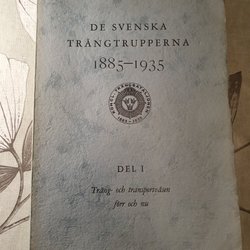 DE SVENSKA
TRÄNGTRUPPERNA
1885–1935
DEL I
Träng- och transportväsen
förr och nu